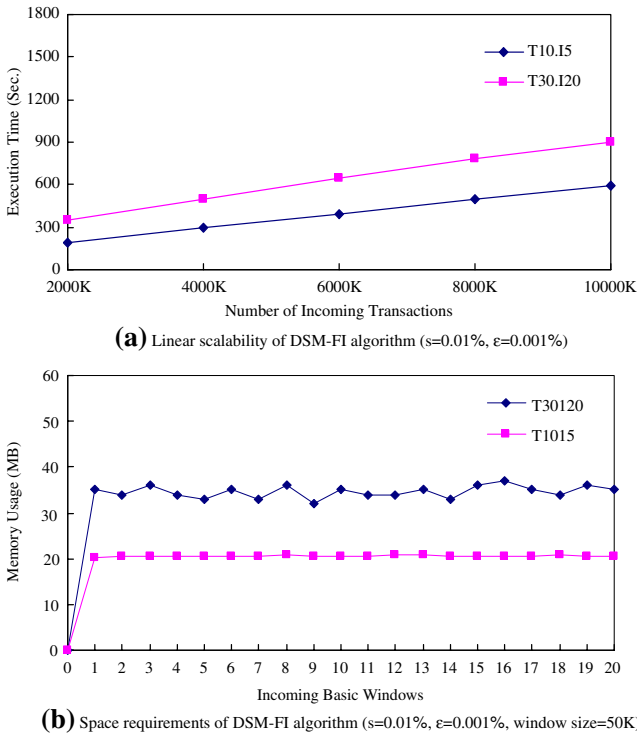 1800
1500
1200
900
600
300
0
Execution Time (Sec.)
T10.I5
T30.I20
2000K 4000K 6000K 8000K 10000K
Number of Incoming Transactions
(a) Linear scalability of DSM-FI algorithm (s=0.01%, ε=0.001%)
60
50
40
30
20
10
0
Memory Usage (MB)
T30120
T1015
0 1 2 3 4 5 6 7 8 9 10 11 12 13 14 15 16 17 18 19 20
Incoming Basic Windows
(b) Space requirements of DSM-FI algorithm (s=0.01%, ε=0.001%, window size=50K)